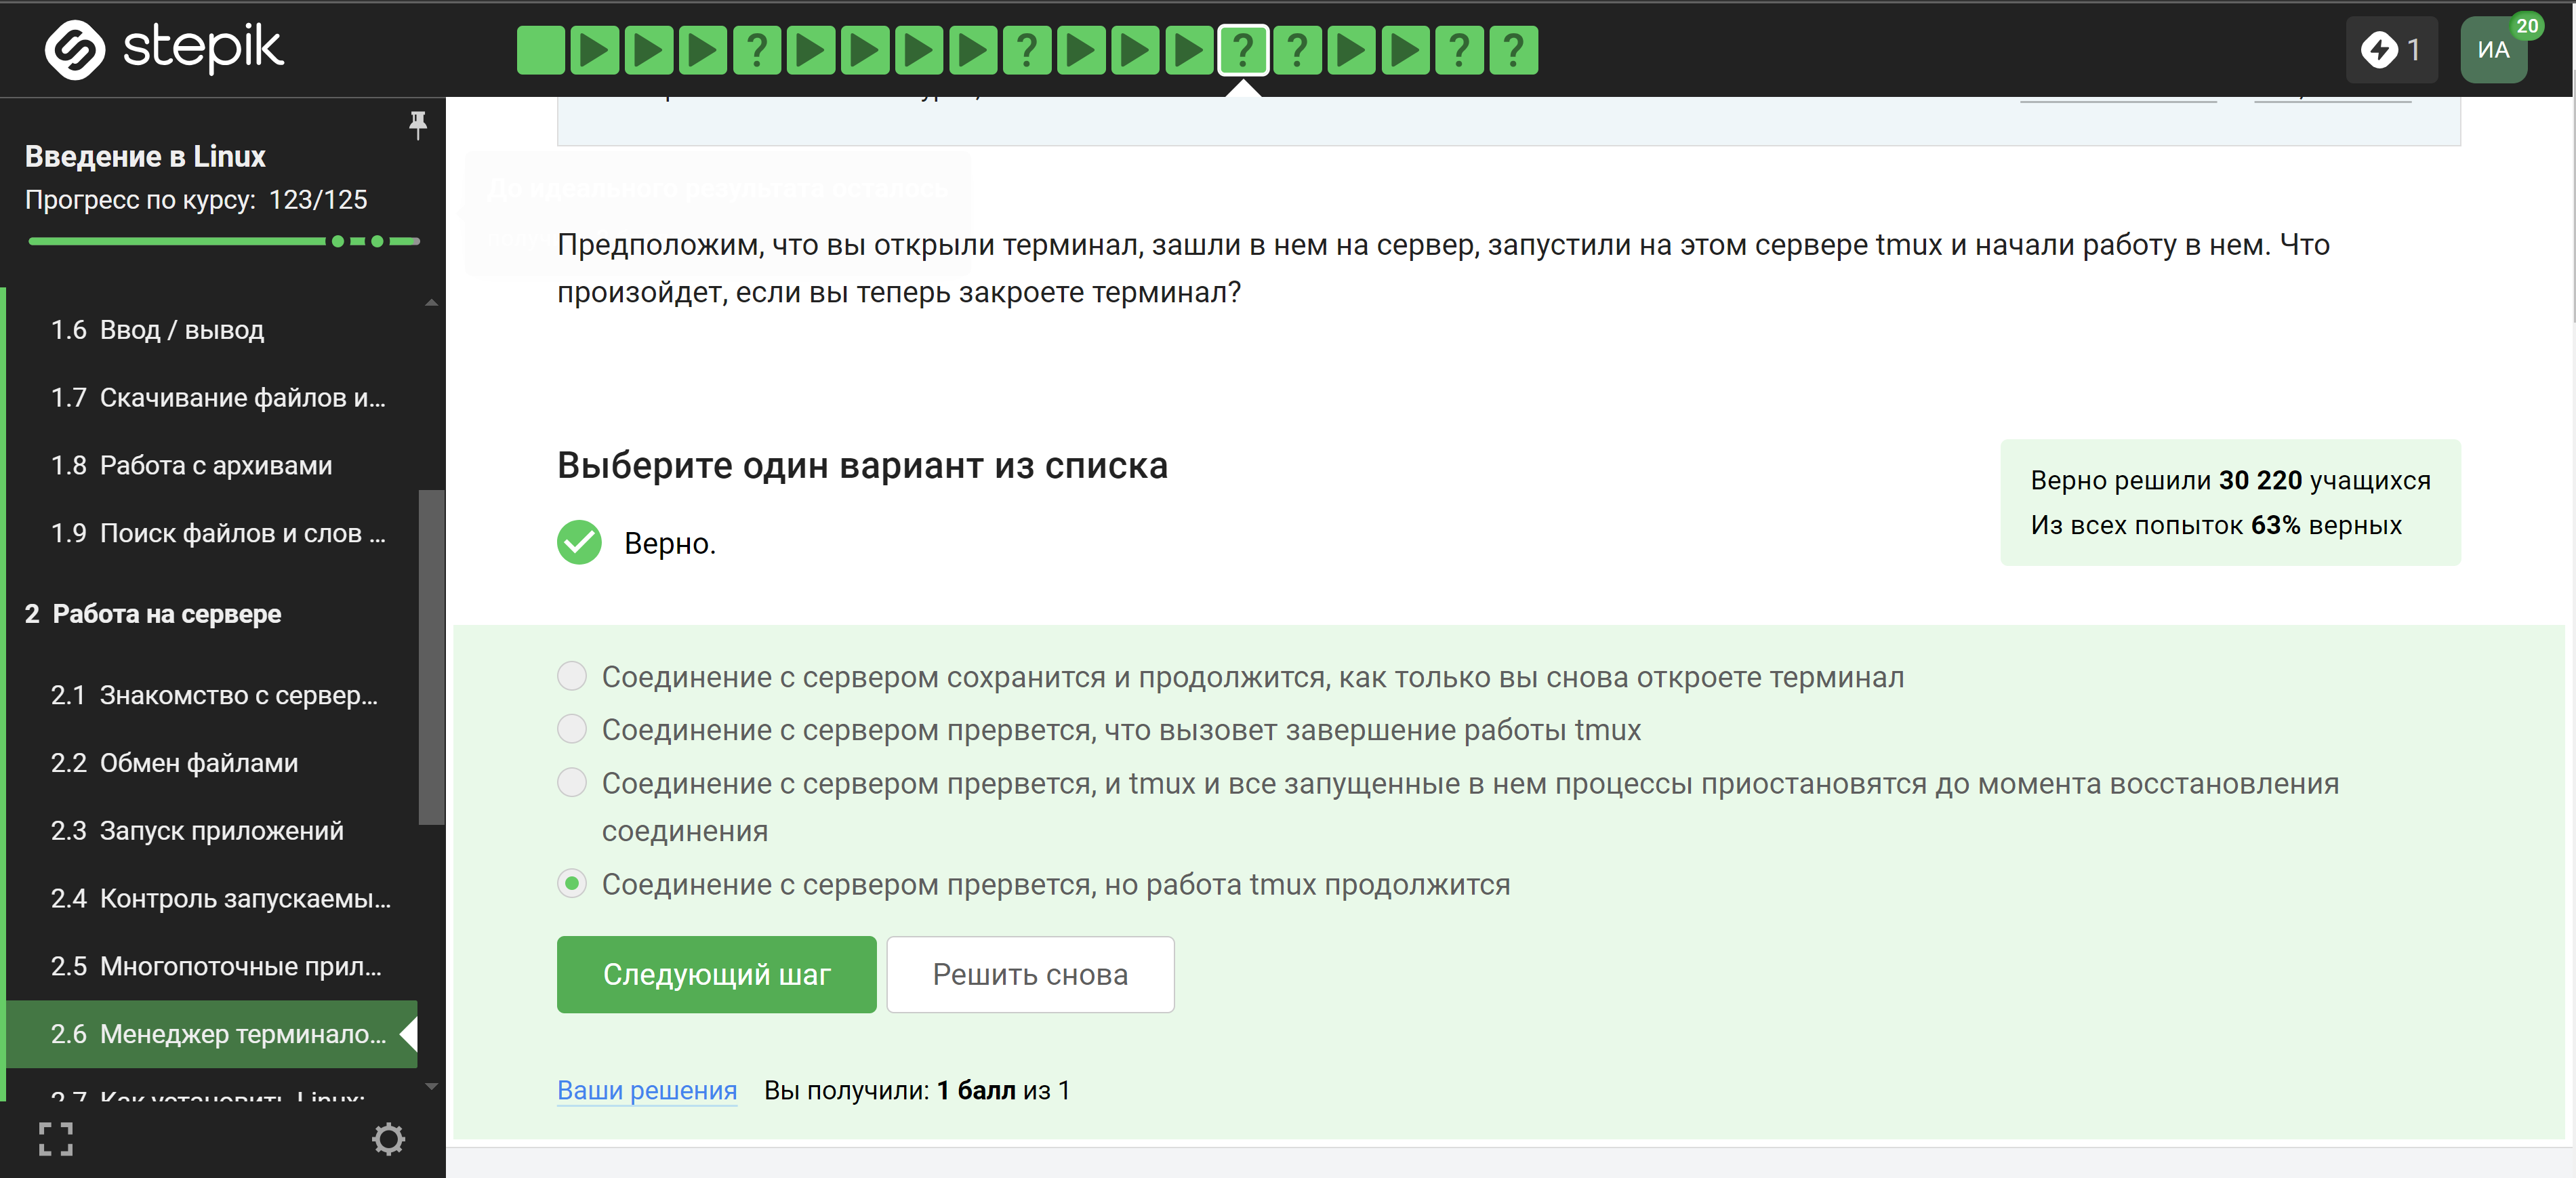 stepik
?
?
?
?
?
?
1
ИА
20
Введение в Linux
Прогресс по курсу: 123/125
1.6 Ввод / вывод
1.7 Скачивание файлов и...
1.8 Работа с архивами
1.9 Поиск файлов и слов ...
2 Работа на сервере
2.1 Знакомство с сервер...
2.2 Обмен файлами
2.3 Запуск приложений
2.4 Контроль запускаемы...
2.5 Многопоточные прил...
2.6 Менеджер терминало...
2.7 Как установить Linux:
До идеального результата осталось
Предположим, что вы открыли терминал, зашли в нем на сервер, запустили на этом сервере tmux и начали работу в нем. Что
произойдет, если вы теперь закроете терминал?
Выберите один вариант из списка
Верно.
Верно решили 30 220 учащихся
Из всех попыток 63% верных
Соединение с сервером сохранится и продолжится, как только вы снова откроете терминал
Соединение с сервером прервется, что вызовет завершение работы tmux
Соединение с сервером прервется, и tmux и все запущенные в нем процессы приостановятся до момента восстановления
соединения
Соединение с сервером прервется, но работа tmux продолжится
Следующий шаг
Решить снова
Ваши решения Вы получили: 1 балл из 1